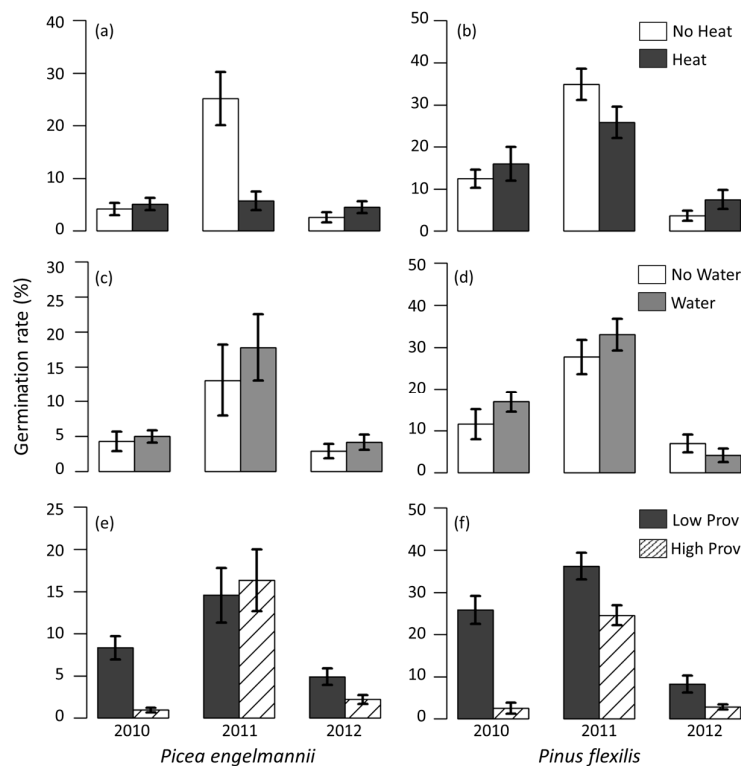 (a)
40
30
20
10
0
(b)
No Heat
Heat
50
40
30
20
10
0
Germination rate (%)
(c)
30
25
20
15
10
5
0
(d)
No Water
Water
50
40
30
20
10
0
(e)
25
20
15
10
5
0
2010 2011 2012
Picea engelmannii
(f)
Low Prov
High Prov
50
40
30
20
10
0
2010 2011 2012
Pinus flexilis